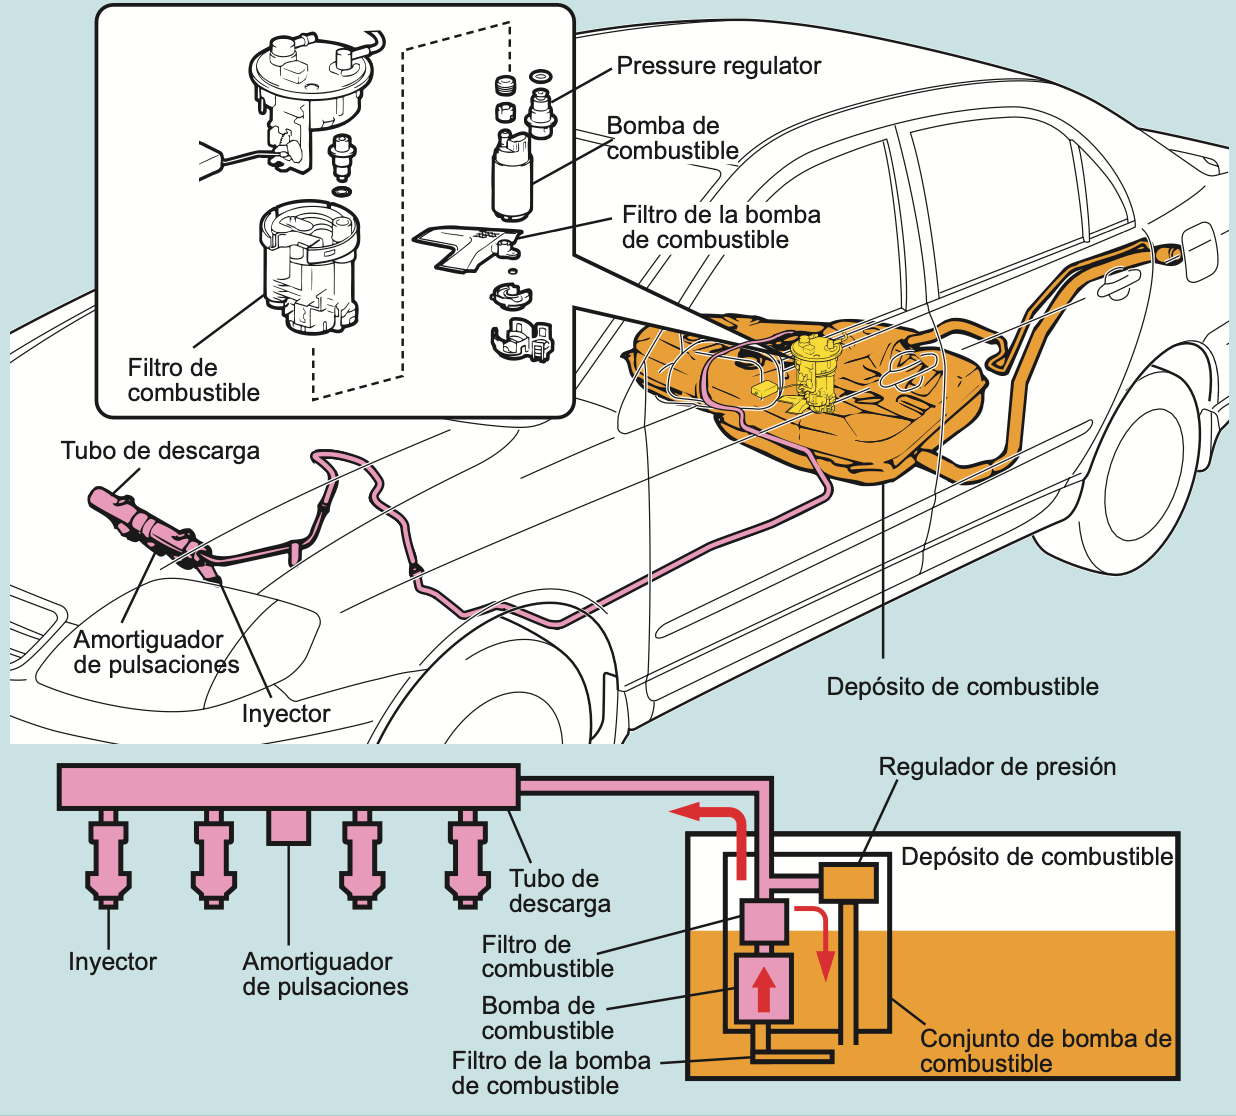 Pressure regulator
Bomba de
combustible
Filtro de la bomba
de combustible
Filtro de
combustible
Tubo de descarga
Amortiguador
de pulsaciones
Inyector
Depósito de combustible
Regulador de presión
Depósito de combustible
Tubo de
descarga
Filtro de
combustible
Inyector
Amortiguador
de pulsaciones
Bomba de
combustible
Conjunto de bomba de
combustible
Filtro de la bomba
de combustible